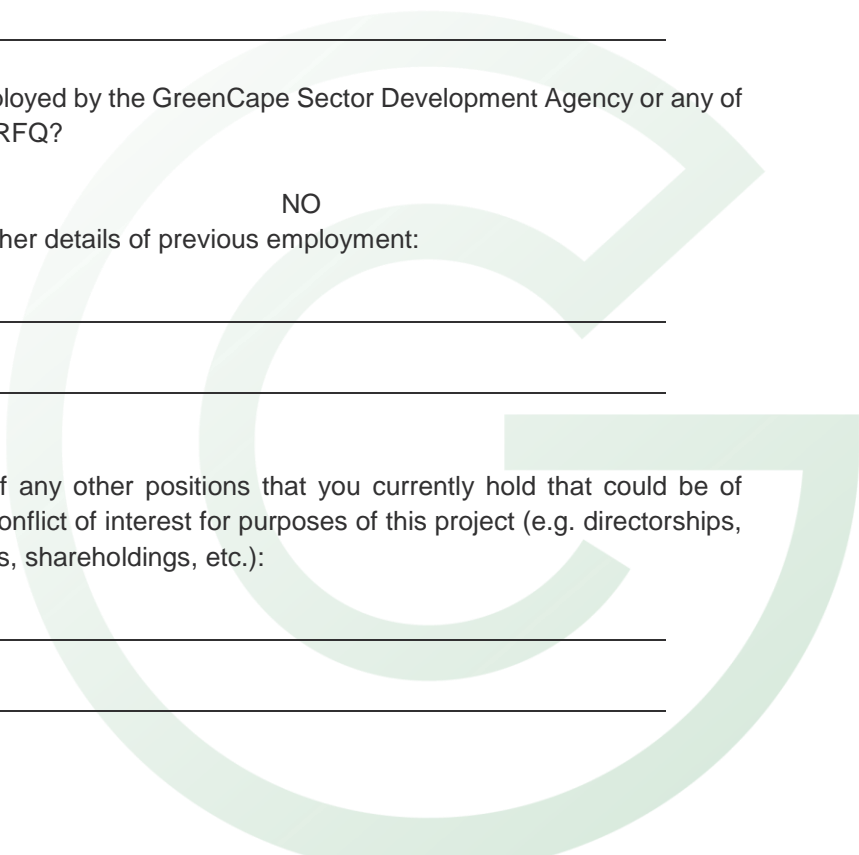 ployed by the GreenCape Sector Development Agency or any of
RFQ?
NO
her details of previous employment:
f any other positions that you currently hold that could be of
onflict of interest for purposes of this project (e.g. directorships,
s, shareholdings, etc.):